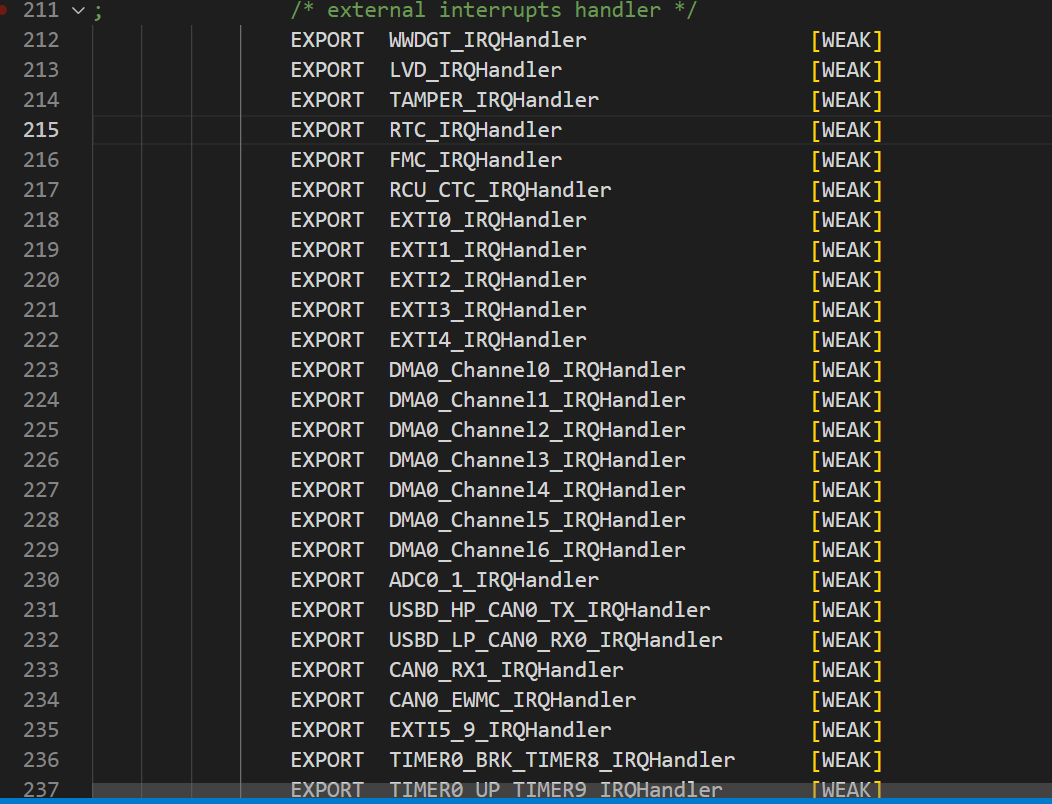 211 ; /* external interrupts handler */
212 EXPORT WWDGT_IRQHandler [WEAK]
213 EXPORT LVD_IRQHandler [WEAK]
214 EXPORT TAMPER_IRQHandler [WEAK]
215 EXPORT RTC_IRQHandler [WEAK]
216 EXPORT FMC_IRQHandler [WEAK]
217 EXPORT RCU_CTC_IRQHandler [WEAK]
218 EXPORT EXTI0_IRQHandler [WEAK]
219 EXPORT EXTI1_IRQHandler [WEAK]
220 EXPORT EXTI2_IRQHandler [WEAK]
221 EXPORT EXTI3_IRQHandler [WEAK]
222 EXPORT EXTI4_IRQHandler [WEAK]
223 EXPORT DMA0_Channel0_IRQHandler [WEAK]
224 EXPORT DMA0_Channel1_IRQHandler [WEAK]
225 EXPORT DMA0_Channel2_IRQHandler [WEAK]
226 EXPORT DMA0_Channel3_IRQHandler [WEAK]
227 EXPORT DMA0_Channel4_IRQHandler [WEAK]
228 EXPORT DMA0_Channel5_IRQHandler [WEAK]
229 EXPORT DMA0_Channel6_IRQHandler [WEAK]
230 EXPORT ADC0_1_IRQHandler [WEAK]
231 EXPORT USBD_HP_CAN0_TX_IRQHandler [WEAK]
232 EXPORT USBD_LP_CAN0_RX0_IRQHandler [WEAK]
233 EXPORT CAN0_RX1_IRQHandler [WEAK]
234 EXPORT CAN0_EWMC_IRQHandler [WEAK]
235 EXPORT EXTI5_9_IRQHandler [WEAK]
236 EXPORT TIMER0_BRK_TIMER8_IRQHandler [WEAK]
237 EXPORT TIMER0_UP_TIMER9_IRQHandler [WEAK]